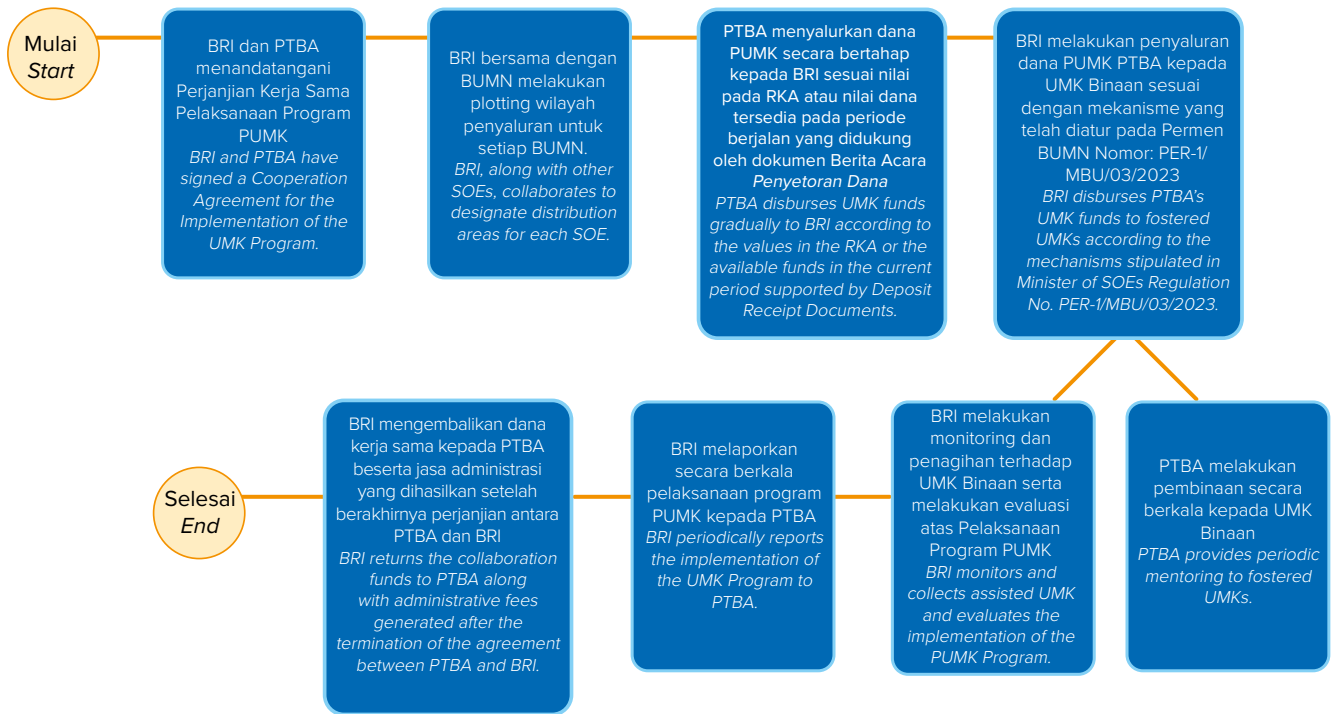 Mulai
Start
BRI dan PTBA
menandatangani
Perjanjian Kerja Sama
Pelaksanaan Program
PUMK
BRI and PTBA have
signed a Cooperation
Agreement for the
Implementation of the
UMK Program.
BRI bersama dengan
BUMN melakukan
plotting wilayah
penyaluran untuk
setiap BUMN.
BRI, along with other
SOEs, collaborates to
designate distribution
areas for each SOE.
PTBA menyalurkan dana
PUMK secara bertahap
kepada BRI sesuai nilai
pada RKA atau nilai dana
tersedia pada periode
berjalan yang didukung
oleh dokumen Berita Acara
Penyetoran Dana
PTBA disburses UMK funds
gradually to BRI according to
the values in the RKA or the
available funds in the current
period supported by Deposit
Receipt Documents.
BRI melakukan penyaluran
dana PUMK PTBA kepada
UMK Binaan sesuai
dengan mekanisme yang
telah diatur pada Permen
BUMN Nomor: PER-1/
MBU/03/2023
BRI disburses PTBA's
UMK funds to fostered
UMKs according to the
mechanisms stipulated in
Minister of SOEs Regulation
No. PER-1/MBU/03/2023.
BRI melakukan
monitoring dan
penagihan terhadap
UMK Binaan serta
melakukan evaluasi
atas Pelaksanaan
Program PUMK
BRI monitors and
collects assisted UMK
and evaluates the
implementation of the
PUMK Program.
PTBA melakukan
pembinaan secara
berkala kepada UMK
Binaan
PTBA provides periodic
mentoring to fostered
UMKs.
BRI melaporkan
secara berkala
pelaksanaan program
PUMK kepada PTBA
BRI periodically reports
the implementation of
the UMK Program to
PTBA.
BRI mengembalikan dana
kerja sama kepada PTBA
beserta jasa administrasi
yang dihasilkan setelah
berakhirnya perjanjian antara
PTBA dan BRI
BRI returns the collaboration
funds to PTBA along
with administrative fees
generated after the
termination of the agreement
between PTBA and BRI.
Selesai
End